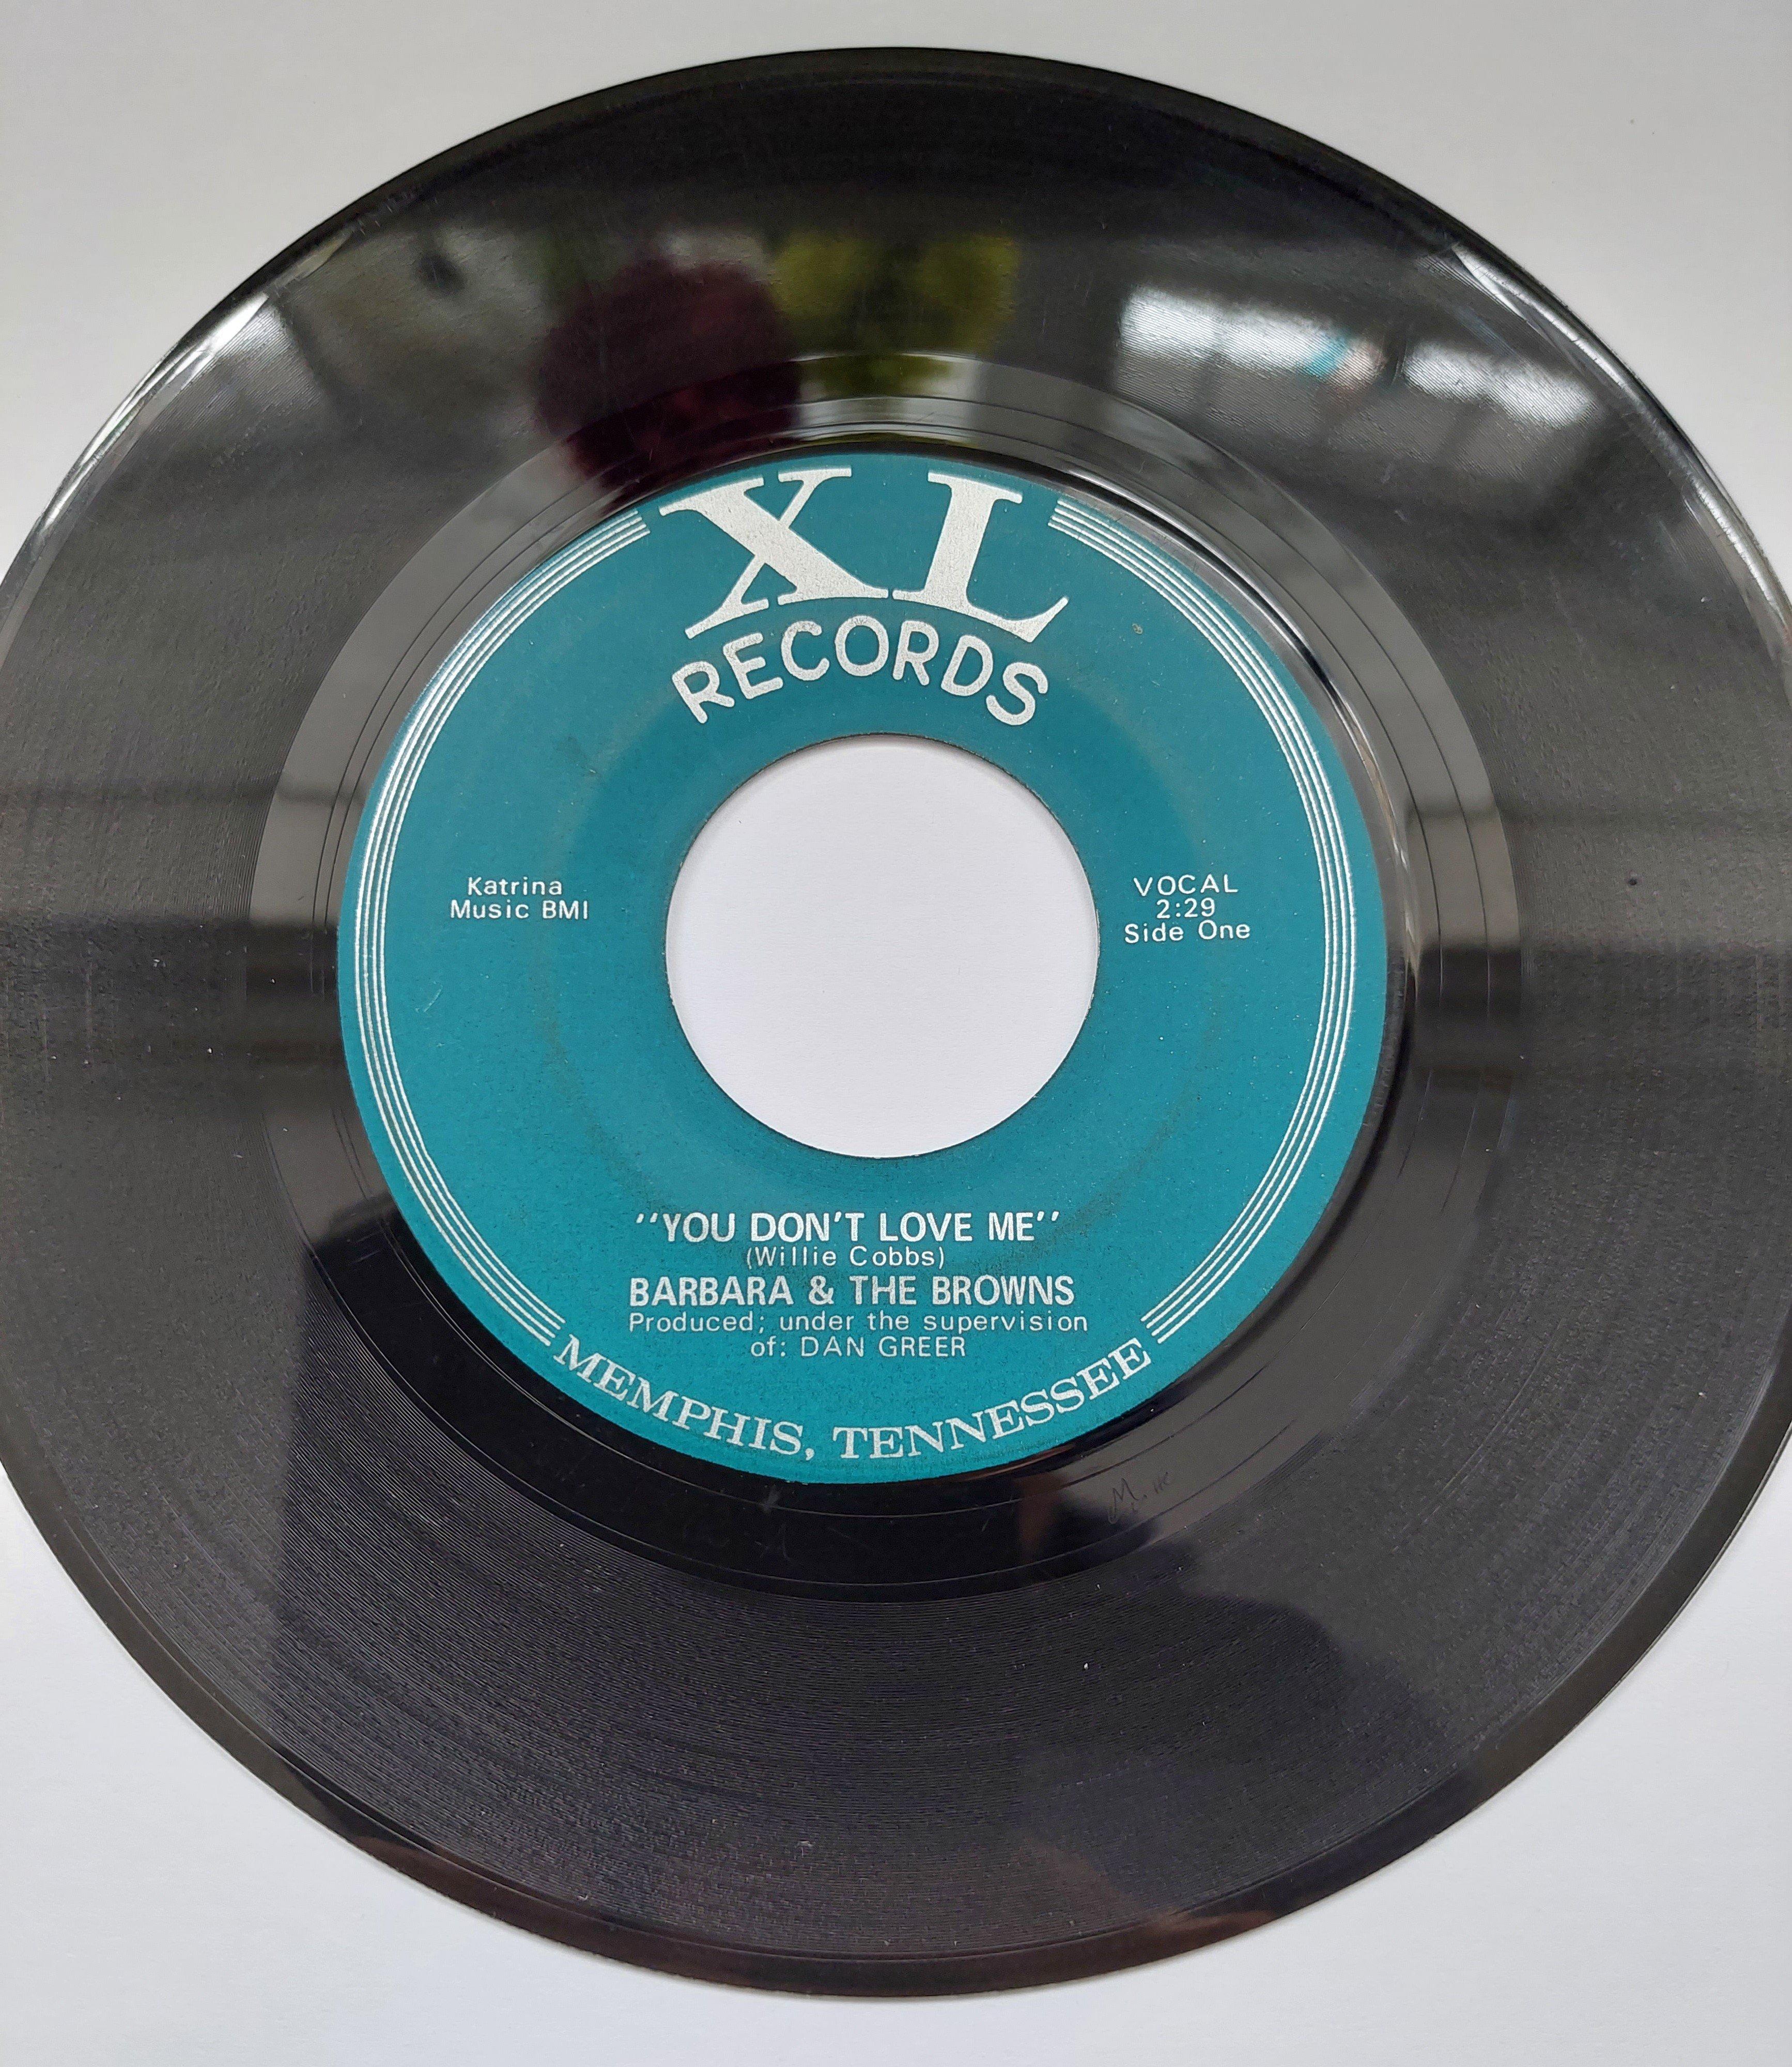 XL
RECORDS
Katrina
Music BMI
VOCAL
2:29
Side One
"YOU DON'T LOVE ME"
(Willie Cobbs)
BARBARA & THE BROWNS
Produced; under the supervision
of: DAN GREER
MEMPHIS, TENNESSEE